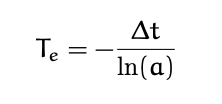 Tₑ = − Δt / ln(a)